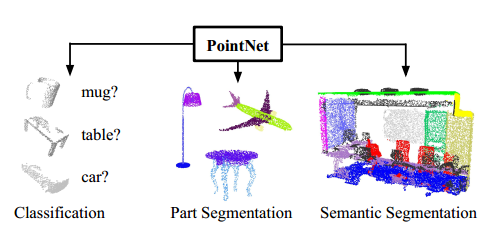 PointNet
mug?
table?
car?
Classification
Part Segmentation
Semantic Segmentation